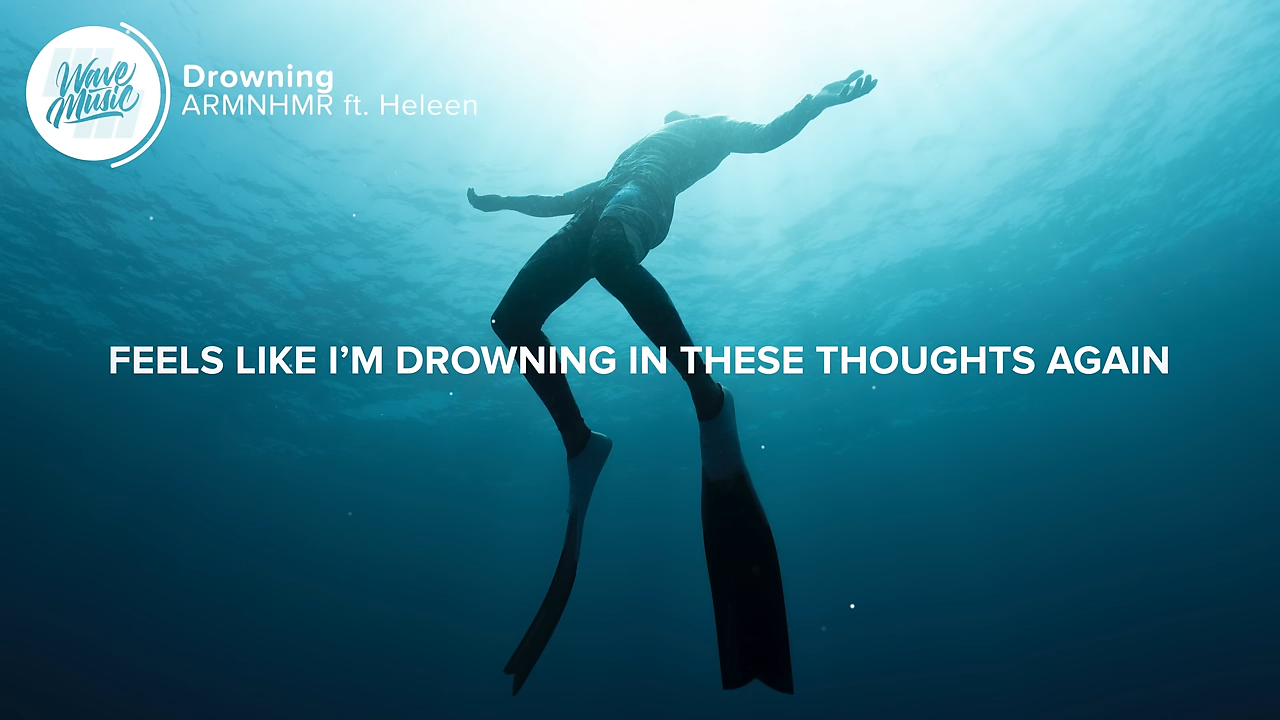 Wave
Music
Drowning
ARMNHMR ft. Heleen
FEELS LIKE I’M DROWNING IN THESE THOUGHTS AGAIN